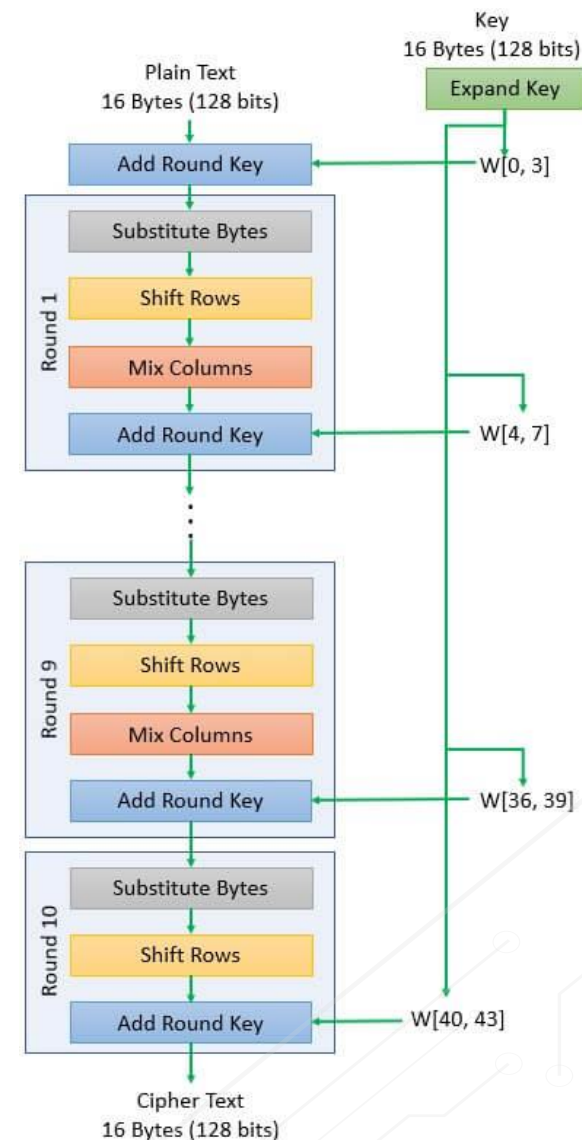 Key
16 Bytes (128 bits)
Expand Key
Plain Text
16 Bytes (128 bits)
Add Round Key
W[0, 3]
Round 1
Substitute Bytes
Shift Rows
Mix Columns
Add Round Key
W[4, 7]
Round 9
Substitute Bytes
Shift Rows
Mix Columns
Add Round Key
W[36, 39]
Round 10
Substitute Bytes
Shift Rows
Add Round Key
W[40, 43]
Cipher Text
16 Bytes (128 bits)